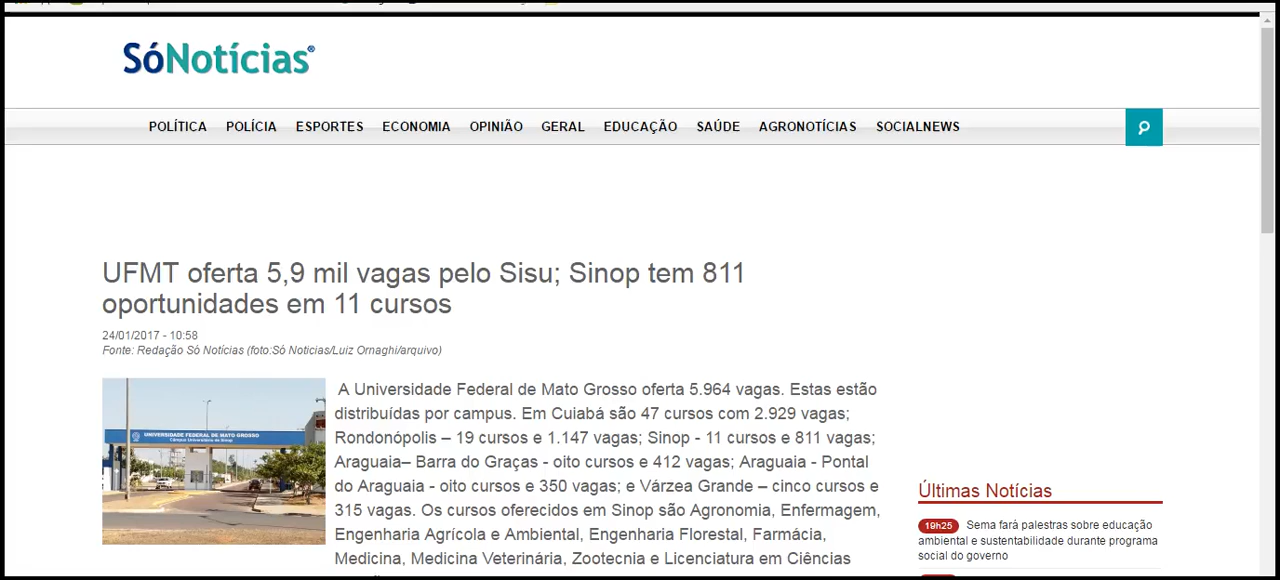 SóNotícias®
POLÍTICA POLÍCIA ESPORTES ECONOMIA OPINIÃO GERAL EDUCAÇÃO SAÚDE AGRONOTÍCIAS SOCIALNEWS
UFMT oferta 5,9 mil vagas pelo Sisu; Sinop tem 811
oportunidades em 11 cursos
24/01/2017 - 10:58
Fonte: Redação Só Notícias (foto:Só Noticias/Luiz Ornaghi/arquivo)
UNIVERSIDADE FEDERAL DE MATO GROSSO
Câmpus Universitário de Sinop
A Universidade Federal de Mato Grosso oferta 5.964 vagas. Estas estão
distribuídas por campus. Em Cuiabá são 47 cursos com 2.929 vagas;
Rondonópolis – 19 cursos e 1.147 vagas; Sinop - 11 cursos e 811 vagas;
Araguaia– Barra do Graças - oito cursos e 412 vagas; Araguaia - Pontal
do Araguaia - oito cursos e 350 vagas; e Várzea Grande – cinco cursos e
315 vagas. Os cursos oferecidos em Sinop são Agronomia, Enfermagem,
Engenharia Agrícola e Ambiental, Engenharia Florestal, Farmácia,
Medicina, Medicina Veterinária, Zootecnia e Licenciatura em Ciências
Últimas Notícias
19h25 Sema fará palestras sobre educação
ambiental e sustentabilidade durante programa
social do governo